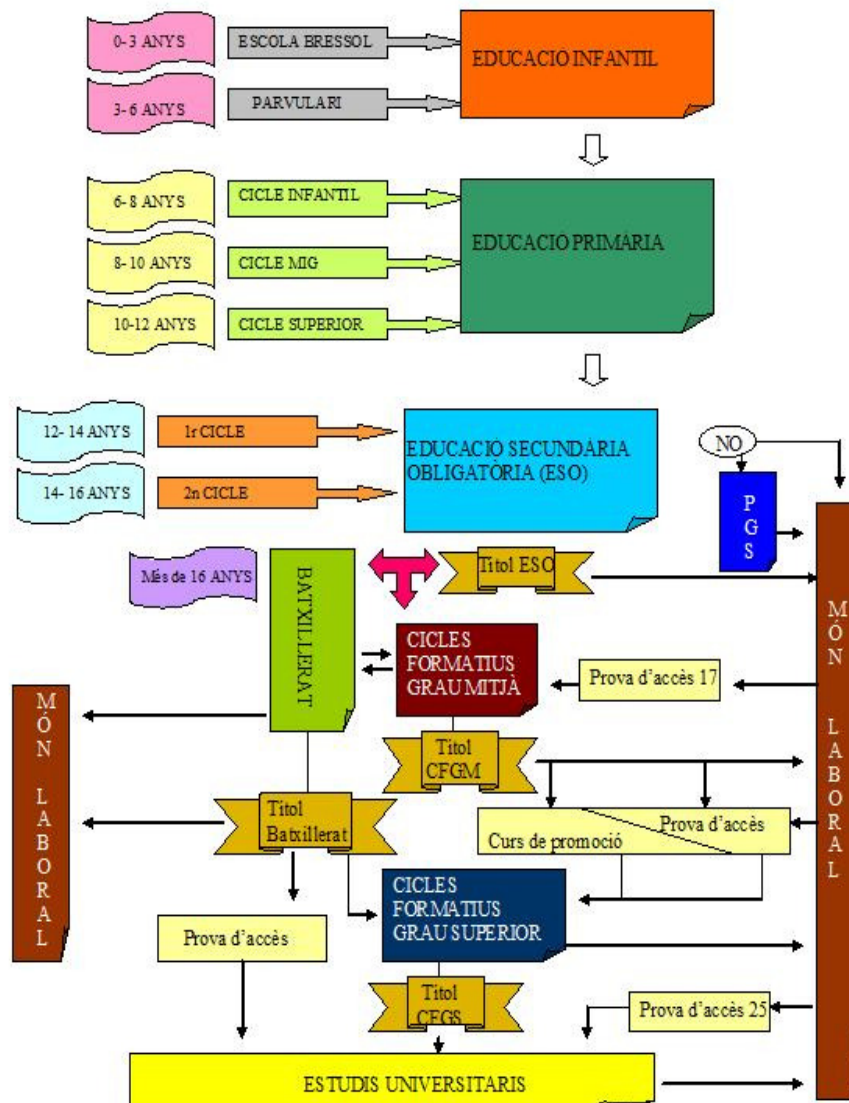 0- 3 ANYS
ESCOLA BRESSOL
EDUCACIÓ INFANTIL
3- 6 ANYS
PARVULARI
6- 8 ANYS
CICLE INFANTIL
EDUCACIÓ PRIMÀRIA
8- 10 ANYS
CICLE MIG
10-12 ANYS
CICLE SUPERIOR
12- 14 ANYS
1r CICLE
EDUCACIÓ SECUNDÀRIA
OBLIGATÒRIA (ESO)
14- 16 ANYS
2n CICLE
NO
PGS
Més de 16 ANYS
BATXILLERAT
Titol ESO
MÓN LABORAL
CICLES
FORMATIUS
GRAU MITJÀ
Prova d'accès 17
MÓN LABORAL
Titol
CFGM
Titol
Batxillerat
Curs de promoció
Prova d'accès
CICLES
FORMATIUS
GRAU SUPERIOR
Prova d'accès
Titol
CFGS
Prova d'accès 25
ESTUDIS UNIVERSITARIS